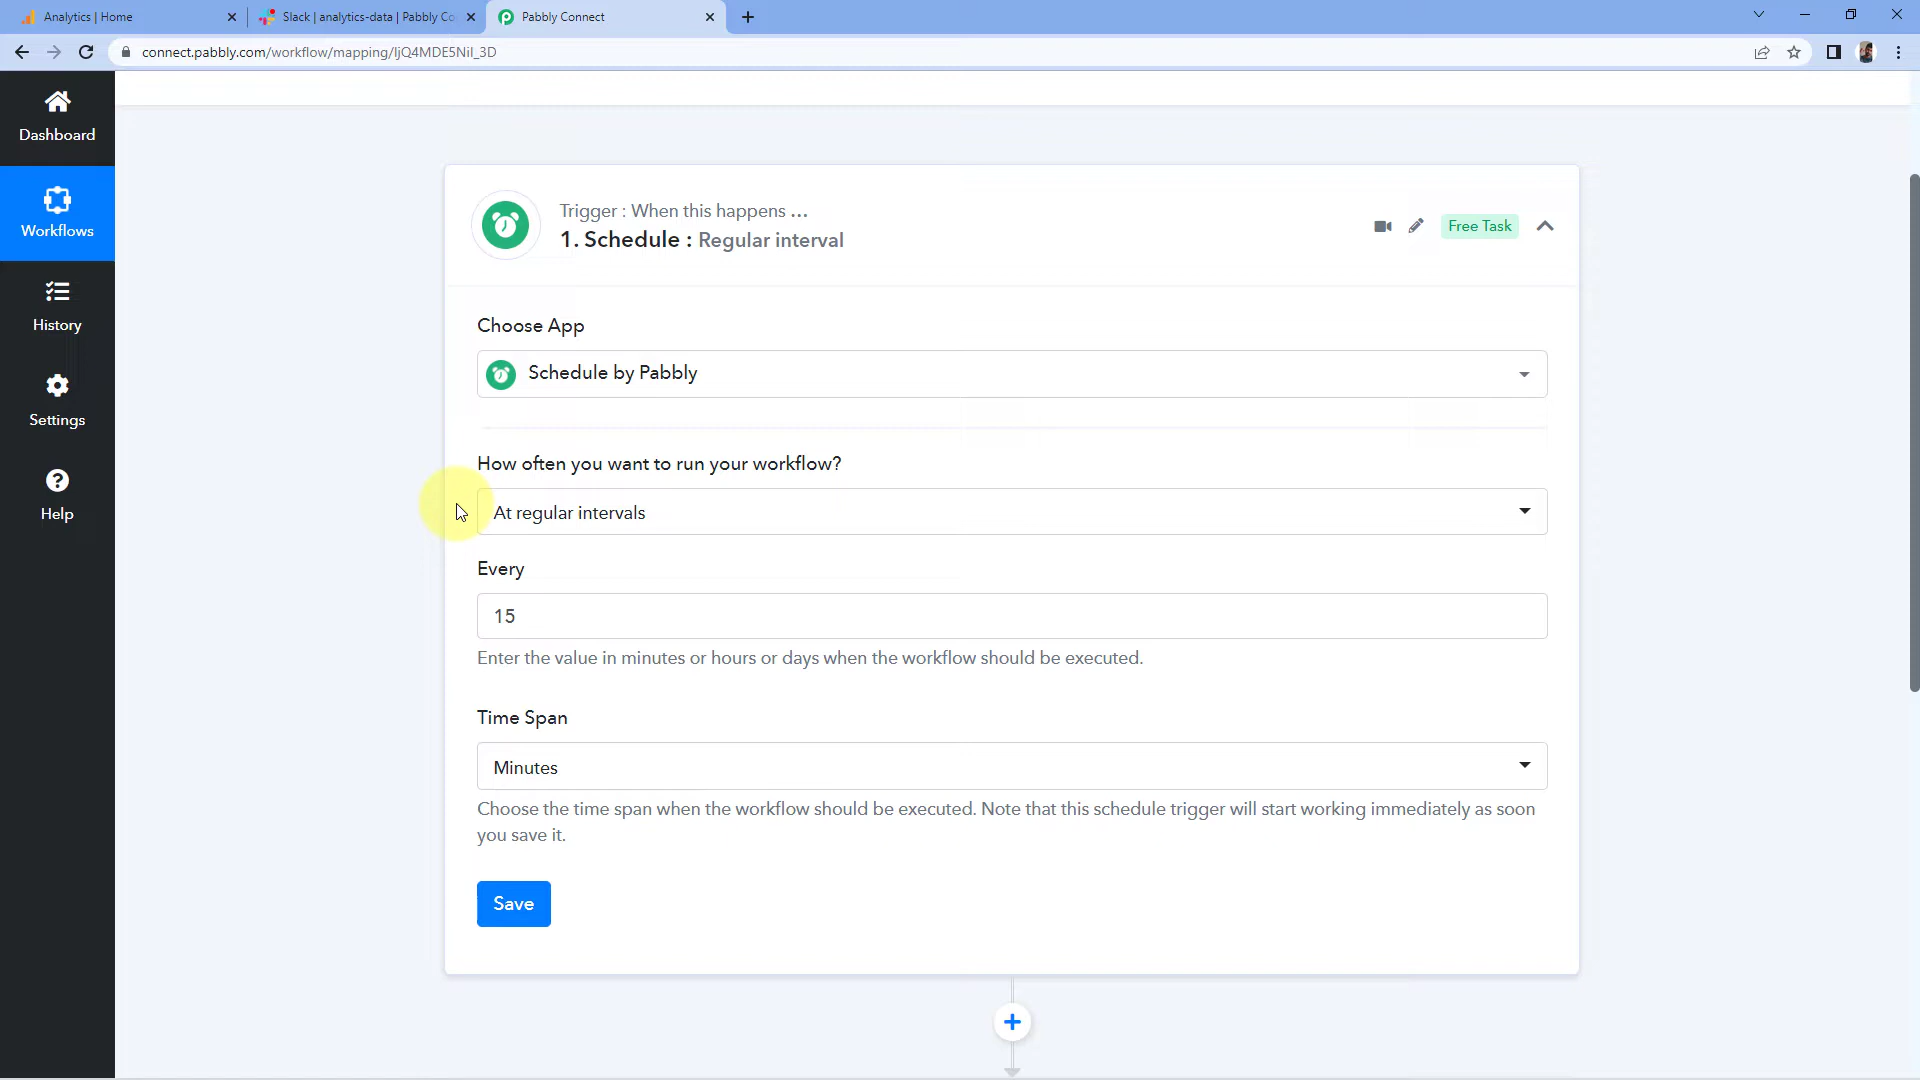 Analytics | Home
Slack | analytics-data | Pabbly Co
Pabbly Connect
connect.pabbly.com/workflow/mapping/IjQ4MDE5NiI_3D
Dashboard
Workflows
History
Settings
Help
Trigger : When this happens ...
1. Schedule : Regular interval
Free Task
Choose App
Schedule by Pabbly
How often you want to run your workflow?
At regular intervals
Every
15
Enter the value in minutes or hours or days when the workflow should be executed.
Time Span
Minutes
Choose the time span when the workflow should be executed. Note that this schedule trigger will start working immediately as soon
you save it.
Save